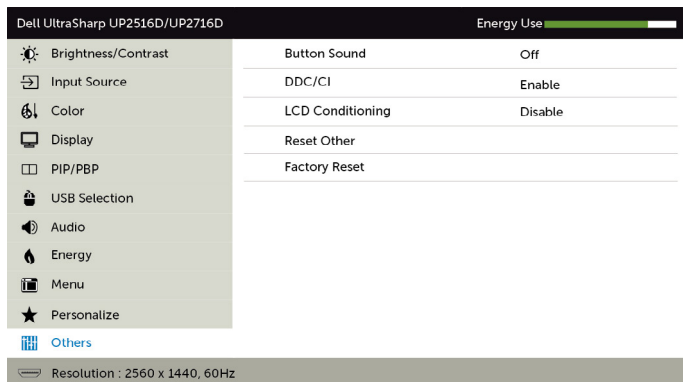 Dell UltraSharp UP2516D/UP2716D Energy Use
Brightness/Contrast
Input Source
Color
Display
PIP/PBP
USB Selection
Audio
Energy
Menu
Personalize
Others
Button Sound Off
DDC/CI Enable
LCD Conditioning Disable
Reset Other
Factory Reset
Resolution : 2560 x 1440, 60Hz